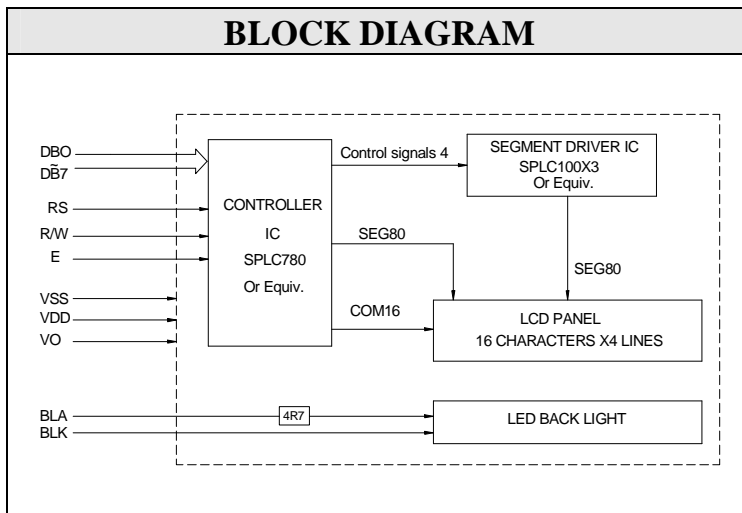 BLOCK DIAGRAM
DBO
~
DB7
RS
R/W
E
VSS
VDD
VO
BLA
BLK
CONTROLLER
IC
SPLC780
Or Equiv.
Control signals 4
SEG80
COM16
SEGMENT DRIVER IC
SPLC100X3
Or Equiv.
SEG80
LCD PANEL
16 CHARACTERS X4 LINES
4R7
LED BACK LIGHT